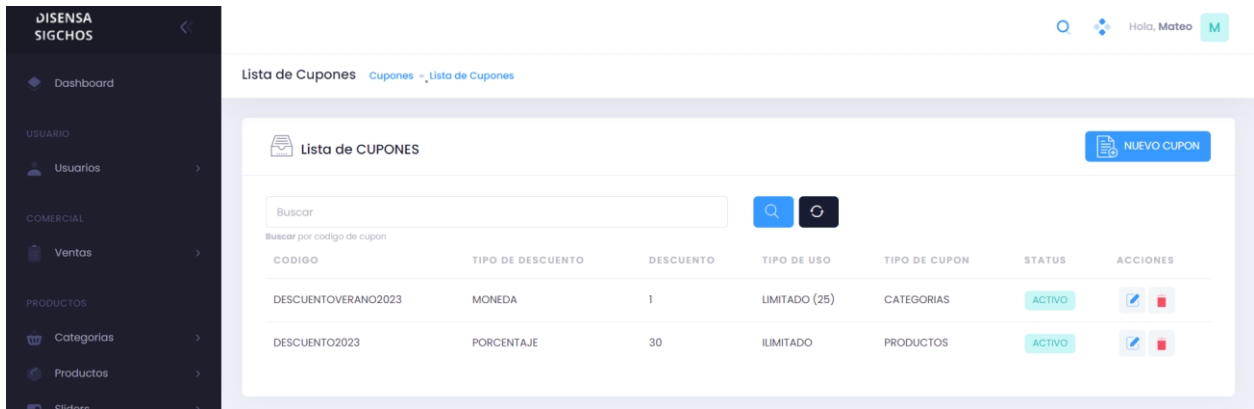 DISENSA
SIGCHOS
Hola, Mateo M
Dashboard
Lista de Cupones Cupones - Lista de Cupones
USUARIO
Usuarios
Lista de CUPONES
NUEVO CUPON
COMERCIAL
Ventas
Buscar
Buscar por codigo de cupon
CODIGO TIPO DE DESCUENTO DESCUENTO TIPO DE USO TIPO DE CUPON STATUS ACCIONES
DESCUENTOVERANO2023 MONEDA 1 LIMITADO (25) CATEGORIAS ACTIVO
DESCUENTO2023 PORCENTAJE 30 ILIMITADO PRODUCTOS ACTIVO
PRODUCTOS
Categorias
Productos
Sliders